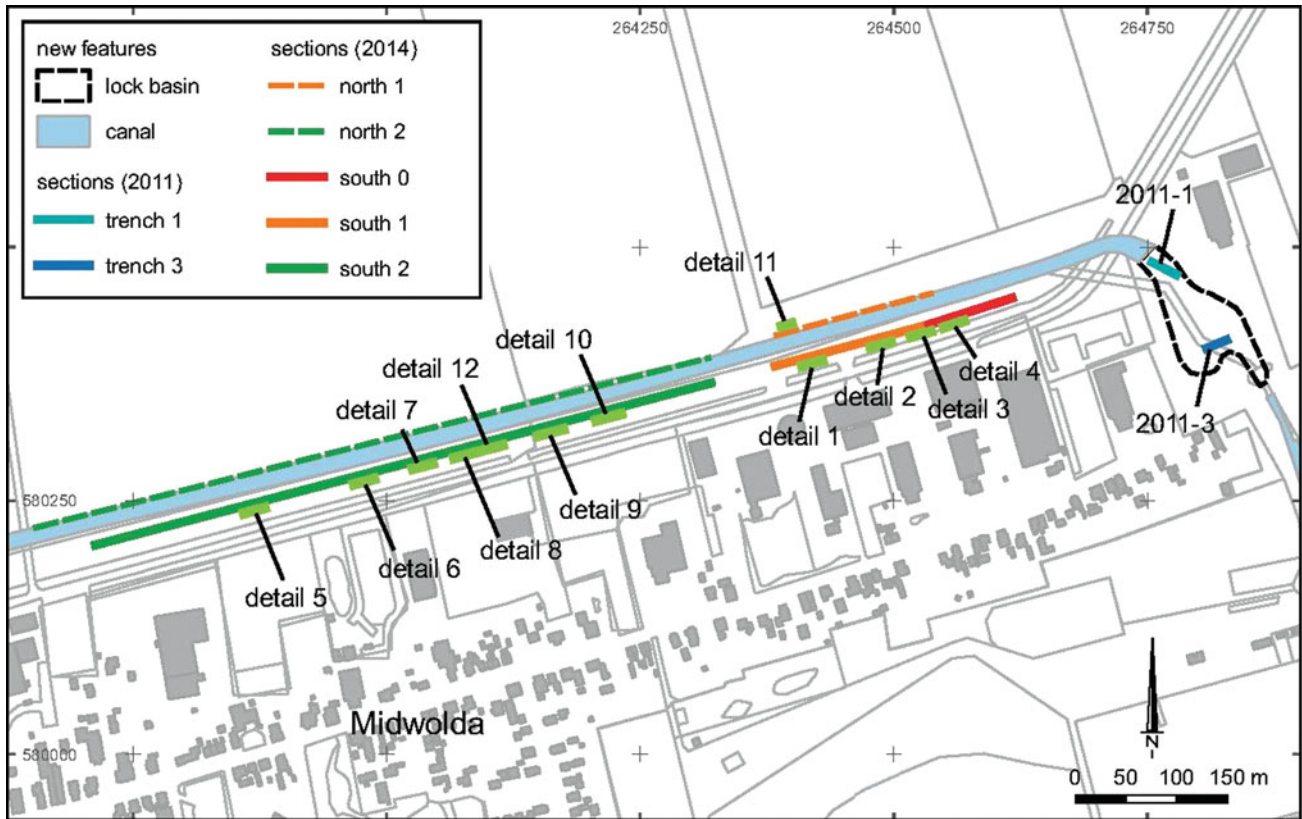 264250
264500
264750
new features
lock basin
canal
sections (2011)
trench 1
trench 3
sections (2014)
north 1
north 2
south 0
south 1
south 2
2011-1
detail 11
detail 10
detail 12
detail 7
detail 4
detail 2
detail 3
2011-3
detail 1
580250
detail 9
detail 8
detail 6
detail 5
Midwolda
580000
N
0 50 100 150 m